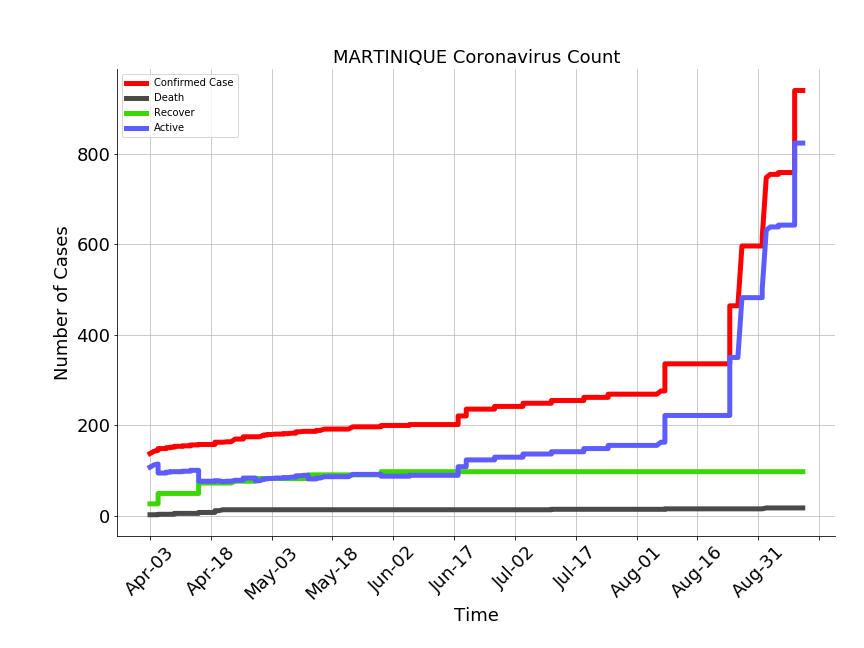 MARTINIQUE Coronavirus Count
Confirmed Case
Death
Recover
Active
Number of Cases
800
600
400
200
0
Apr-03
Apr-18
May-03
May-18
Jun-02
Jun-17
Jul-02
Jul-17
Aug-01
Aug-16
Aug-31
Time